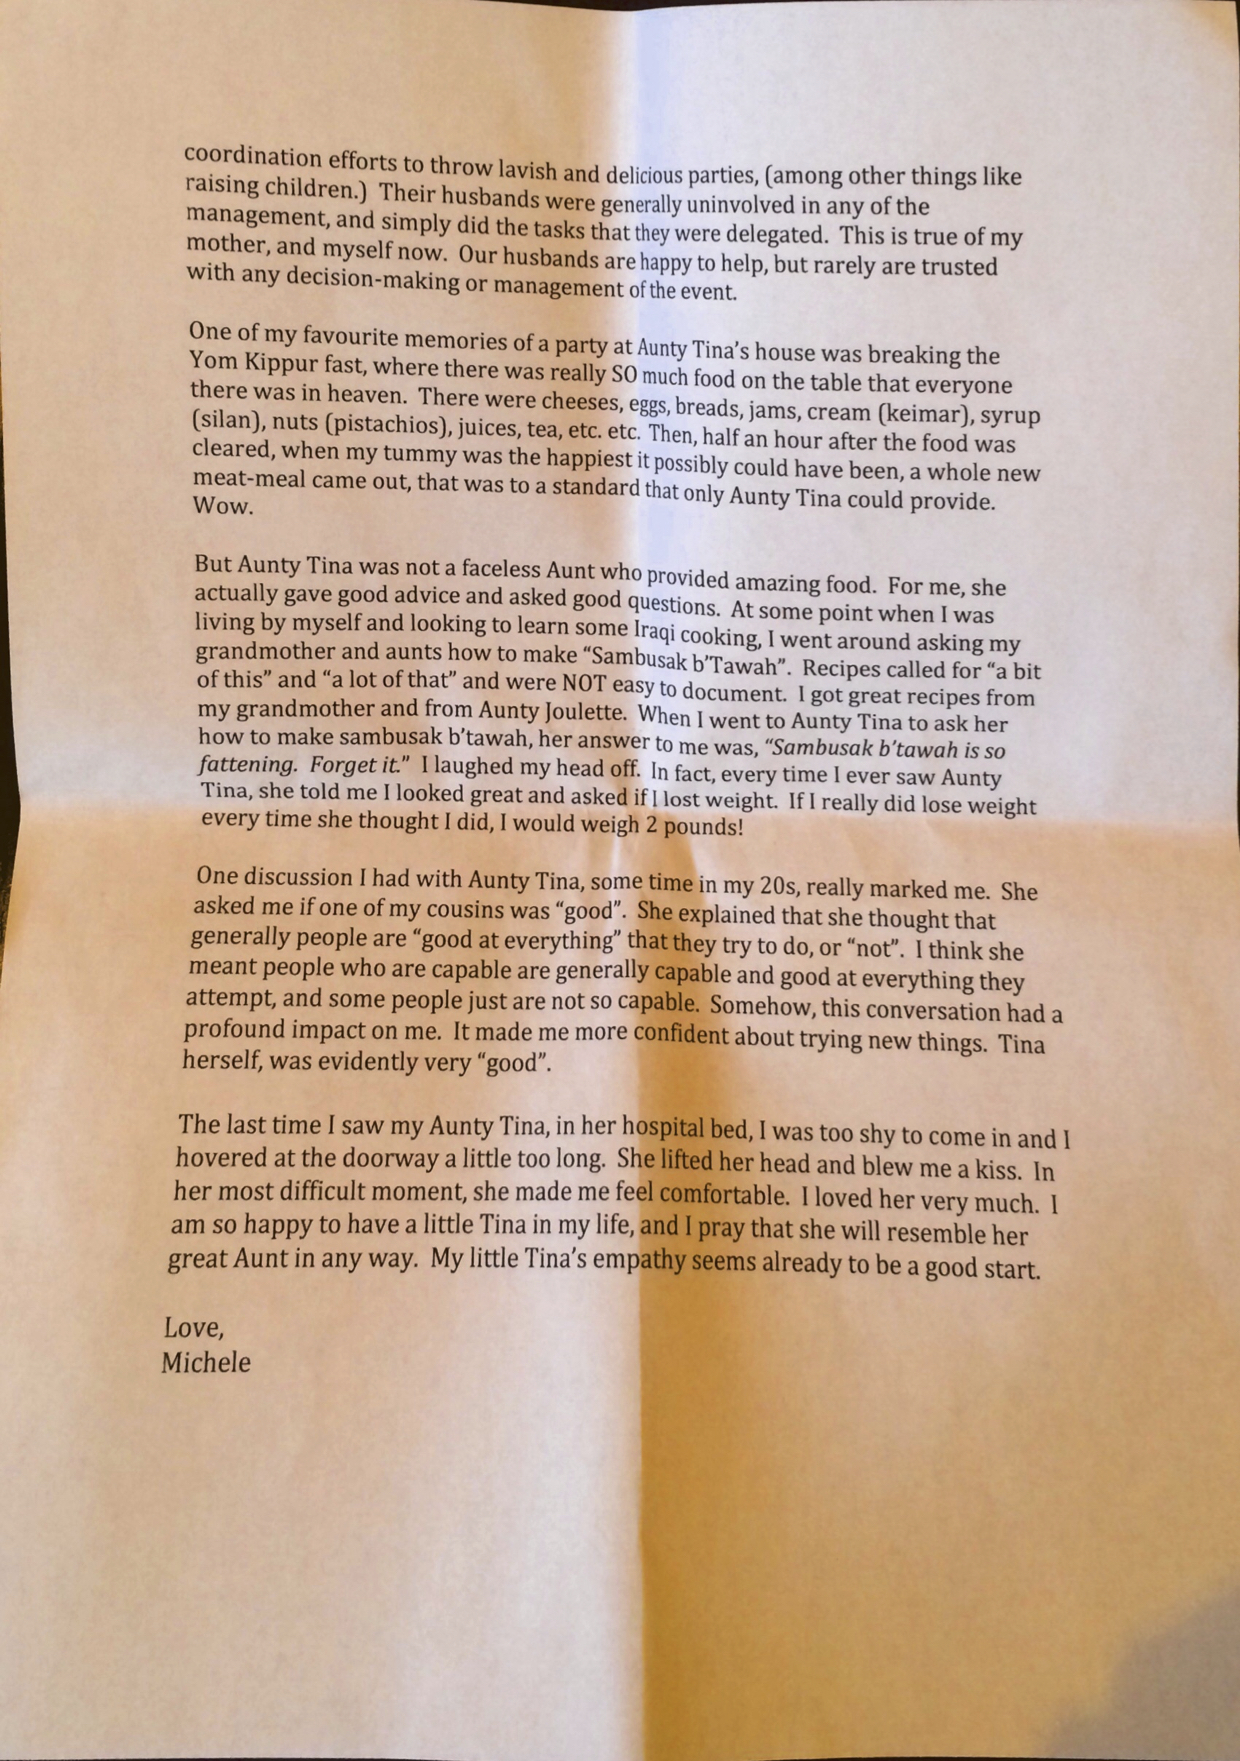 coordination efforts to throw lavish and delicious parties, (among other things like
raising children.)  Their husbands were generally uninvolved in any of the
management, and simply did the tasks that they were delegated.  This is true of my
mother, and myself now.  Our husbands are happy to help, but rarely are trusted
with any decision-making or management of the event.

One of my favourite memories of a party at Aunty Tina’s house was breaking the
Yom Kippur fast, where there was really SO much food on the table that everyone
there was in heaven.  There were cheeses, eggs, breads, jams, cream (keimar), syrup
(silan), nuts (pistachios), juices, tea, etc. etc. Then, half an hour after the food was
cleared, when my tummy was the happiest it possibly could have been, a whole new
meat-meal came out, that was to a standard that only Aunty Tina could provide.
Wow.

But Aunty Tina was not a faceless Aunt who provided amazing food.  For me, she
actually gave good advice and asked good questions.  At some point when I was
living by myself and looking to learn some Iraqi cooking, I went around asking my
grandmother and aunts how to make “Sambusak b’Tawah”.  Recipes called for “a bit
of this” and “a lot of that” and were NOT easy to document.  I got great recipes from
my grandmother and from Aunty Joulette.  When I went to Aunty Tina to ask her
how to make sambusak b’tawah, her answer to me was, “Sambusak b’tawah is so
fattening.  Forget it.”  I laughed my head off.  In fact, every time I ever saw Aunty
Tina, she told me I looked great and asked if I lost weight.  If I really did lose weight
every time she thought I did, I would weigh 2 pounds!

One discussion I had with Aunty Tina, some time in my 20s, really marked me.  She
asked me if one of my cousins was “good”.  She explained that she thought that
generally people are “good at everything” that they try to do, or “not”.  I think she
meant people who are capable are generally capable and good at everything they
attempt, and some people just are not so capable.  Somehow, this conversation had a
profound impact on me.  It made me more confident about trying new things.  Tina
herself, was evidently very “good”.

The last time I saw my Aunty Tina, in her hospital bed, I was too shy to come in and I
hovered at the doorway a little too long.  She lifted her head and blew me a kiss.  In
her most difficult moment, she made me feel comfortable.  I loved her very much.  I
am so happy to have a little Tina in my life, and I pray that she will resemble her
great Aunt in any way.  My little Tina’s empathy seems already to be a good start.

Love,
Michele